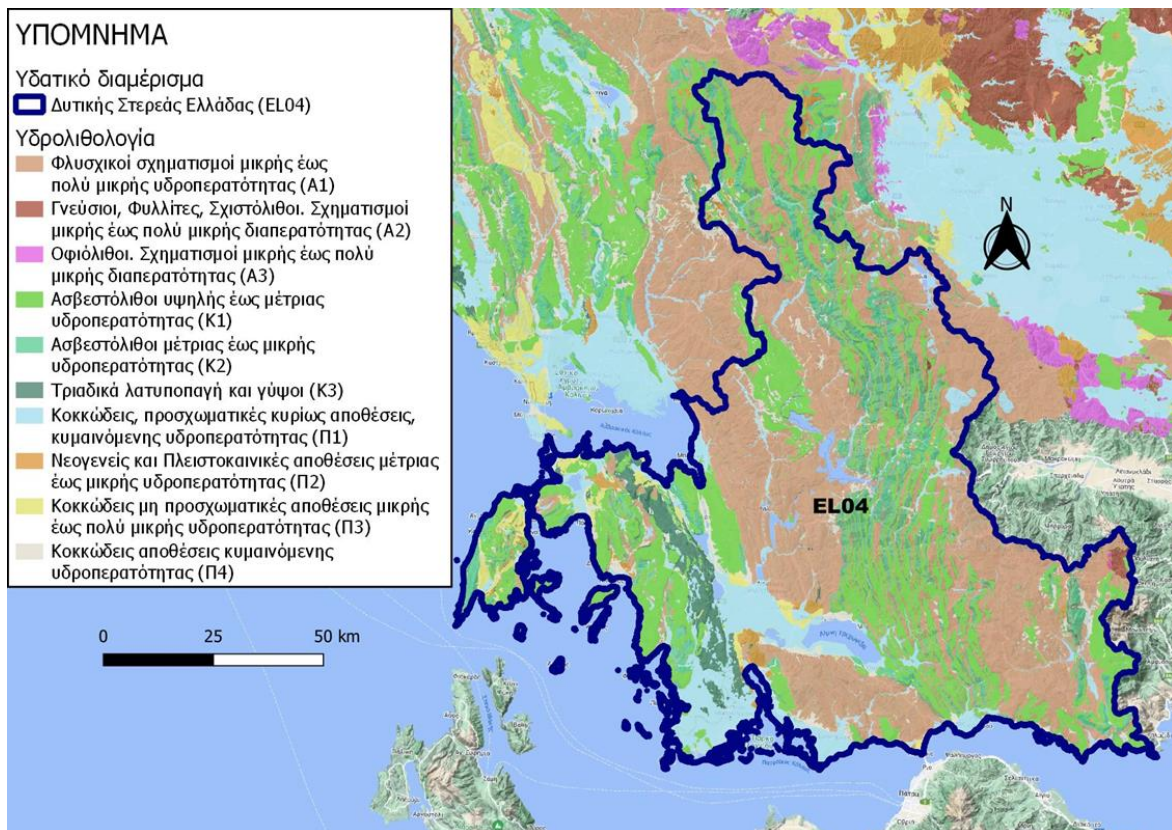 ΥΠΟΜΝΗΜΑ
Υδατικό διαμέρισμα
Δυτικής Στερεάς Ελλάδας (EL04)
Υδρολιθολογία
Φλυσχικοί σχηματισμοί μικρής έως
πολύ μικρής υδροπερατότητας (Α1)
Γνεύσιοι, Φυλλίτες, Σχιστόλιθοι. Σχηματισμοί
μικρής έως πολύ μικρής διαπερατότητας (Α2)
Οφιόλιθοι. Σχηματισμοί μικρής έως πολύ
μικρής διαπερατότητας (Α3)
Ασβεστόλιθοι υψηλής έως μέτριας
υδροπερατότητας (Κ1)
Ασβεστόλιθοι μέτριας έως μικρής
υδροπερατότητας (Κ2)
Τριαδικά λατυποπαγή και γύψοι (Κ3)
Κοκκώδεις, προσχωματικές κυρίως αποθέσεις,
κυμαινόμενης υδροπερατότητας (Π1)
Νεογενείς και Πλειστοκαινικές αποθέσεις μέτριας
έως μικρής υδροπερατότητας (Π2)
Κοκκώδεις μη προσχωματικές αποθέσεις μικρής
έως πολύ μικρής υδροπερατότητας (Π3)
Κοκκώδεις αποθέσεις κυμαινόμενης
υδροπερατότητας (Π4)
0 25 50 km
N
EL04
Πάτρα
Ρίο